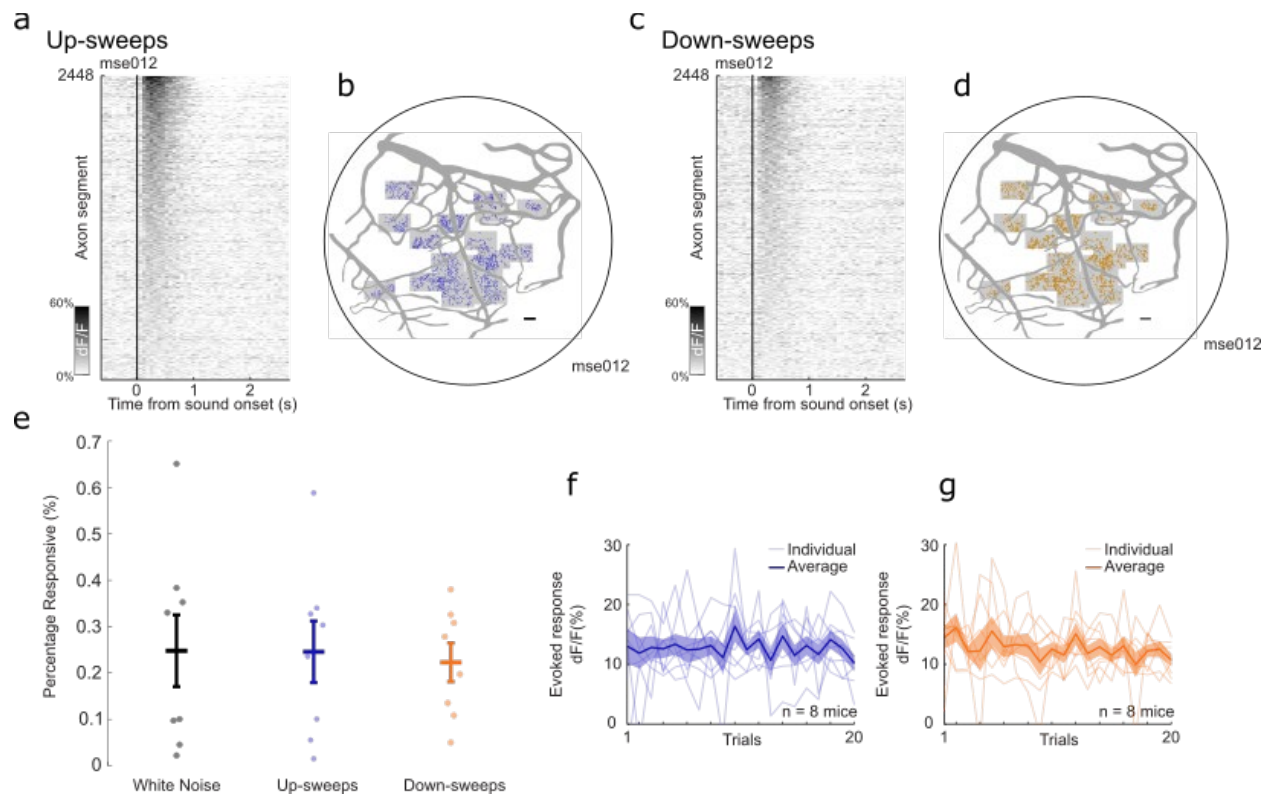 a
Up-sweeps
mse012
2448
Axon segment
60%
dF/F
0%
0
1
2
Time from sound onset (s)
b
mse012
c
Down-sweeps
mse012
2448
Axon segment
60%
dF/F
0%
0
1
2
Time from sound onset (s)
d
mse012
e
0.7
0.6
0.5
0.4
0.3
0.2
0.1
0
Percentage Responsive (%)
White Noise
Up-sweeps
Down-sweeps
f
30
20
10
0
Evoked response
dF/F(%)
Individual
Average
n = 8 mice
1
20
Trials
g
30
20
10
0
Evoked response
dF/F(%)
Individual
Average
n = 8 mice
1
20
Trials